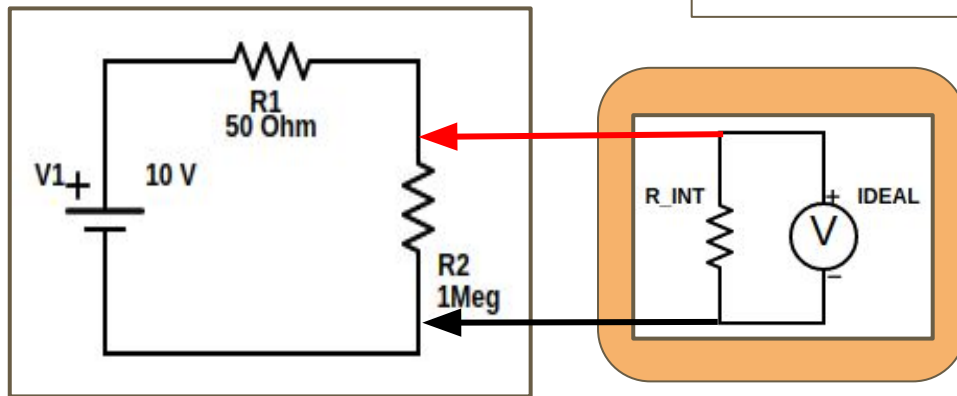 R1
50 Ohm
V1
+
10 V
R2
1Meg
R_INT
+
IDEAL
V
−